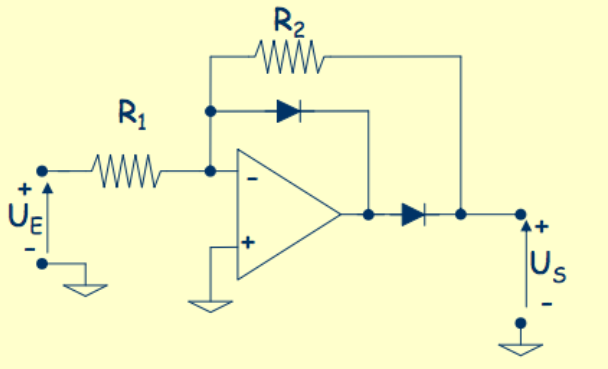 R2
R1
-
+
+
UE
-
+
US
-